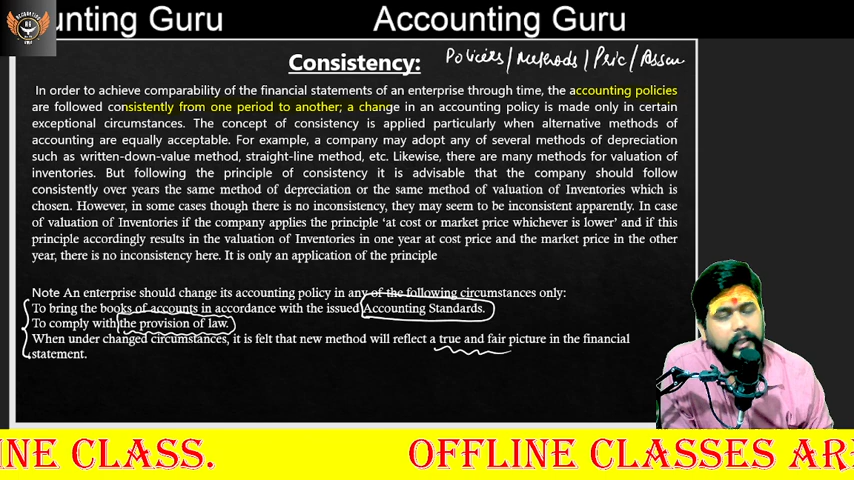 unting Guru Accounting Guru
Consistency: Policies / Methods / Pric / Assum
In order to achieve comparability of the financial statements of an enterprise through time, the accounting policies
are followed consistently from one period to another; a change in an accounting policy is made only in certain
exceptional circumstances. The concept of consistency is applied particularly when alternative methods of
accounting are equally acceptable. For example, a company may adopt any of several methods of depreciation
such as written-down-value method, straight-line method, etc. Likewise, there are many methods for valuation of
inventories. But following the principle of consistency it is advisable that the company should follow
consistently over years the same method of depreciation or the same method of valuation of Inventories which is
chosen. However, in some cases though there is no inconsistency, they may seem to be inconsistent apparently. In case
of valuation of Inventories if the company applies the principle ‘at cost or market price whichever is lower’ and if this
principle accordingly results in the valuation of Inventories in one year at cost price and the market price in the other
year, there is no inconsistency here. It is only an application of the principle
Note An enterprise should change its accounting policy in any of the following circumstances only:
To bring the books of accounts in accordance with the issued Accounting Standards.
To comply with the provision of law.
When under changed circumstances, it is felt that new method will reflect a true and fair picture in the financial
statement.
INE CLASS. OFFLINE CLASSES ARE